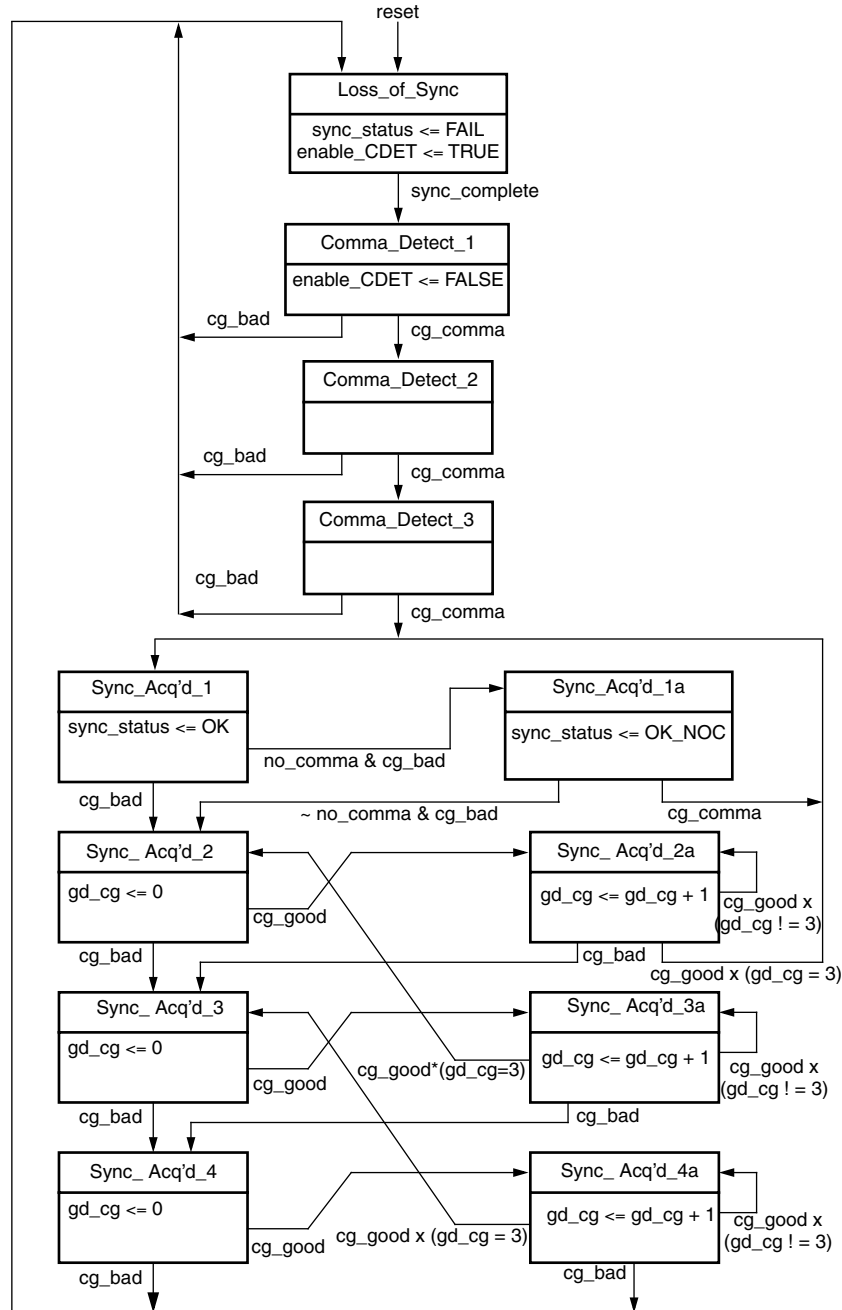 reset
Loss_of_Sync
sync_status <= FAIL
enable_CDET <= TRUE
sync_complete
Comma_Detect_1
enable_CDET <= FALSE
cg_bad
cg_comma
Comma_Detect_2
cg_bad
cg_comma
Comma_Detect_3
cg_bad
cg_comma
Sync_Acq'd_1
sync_status <= OK
Sync_Acq'd_1a
sync_status <= OK_NOC
no_comma & cg_bad
cg_bad
~ no_comma & cg_bad
cg_comma
Sync_ Acq'd_2
gd_cg <= 0
cg_good
Sync_ Acq'd_2a
gd_cg <= gd_cg + 1
cg_good x
(gd_cg ! = 3)
cg_bad
cg_bad
cg_good x (gd_cg = 3)
Sync_ Acq'd_3
gd_cg <= 0
cg_good
cg_good*(gd_cg=3)
Sync_ Acq'd_3a
gd_cg <= gd_cg + 1
cg_good x
(gd_cg ! = 3)
cg_bad
cg_bad
Sync_ Acq'd_4
gd_cg <= 0
cg_good
cg_good x (gd_cg = 3)
Sync_ Acq'd_4a
gd_cg <= gd_cg + 1
cg_good x
(gd_cg ! = 3)
cg_bad
cg_bad